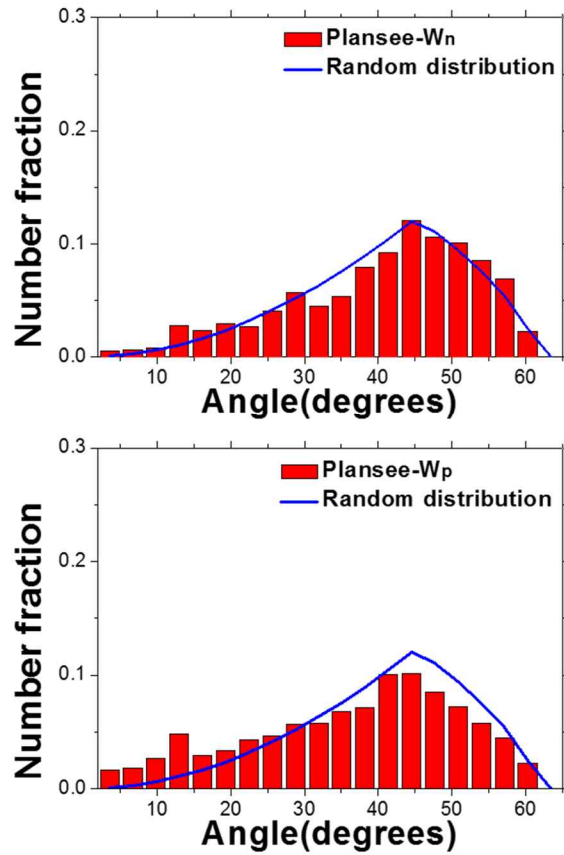 0.3
Plansee-Wn
Random distribution
0.2
Number fraction
0.1
0.0
10 20 30 40 50 60
Angle(degrees)
0.3
Plansee-Wp
Random distribution
0.2
Number fraction
0.1
0.0
10 20 30 40 50 60
Angle(degrees)